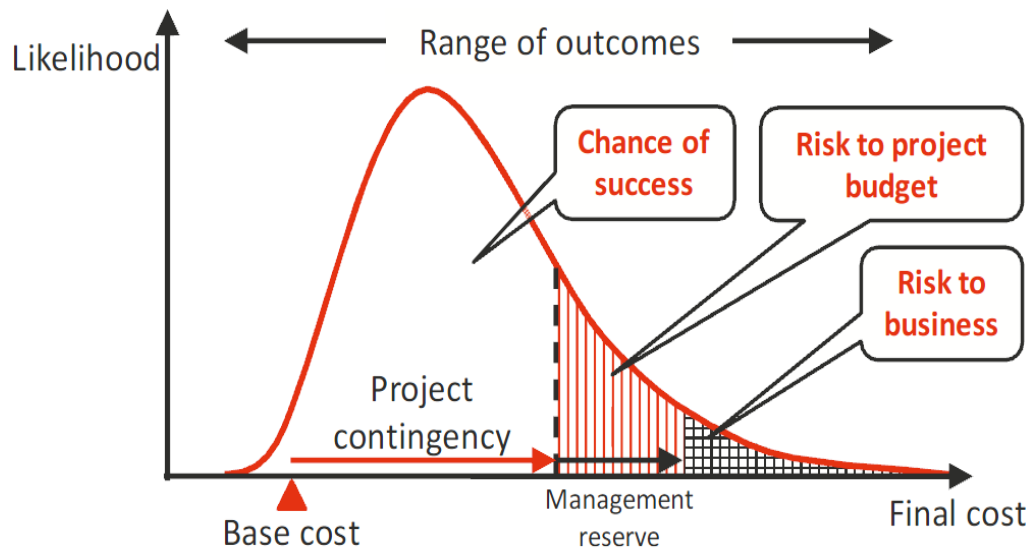 Range of outcomes
Likelihood
Chance of
success
Risk to project
budget
Risk to
business
Project
contingency
Management
reserve
Base cost
Final cost